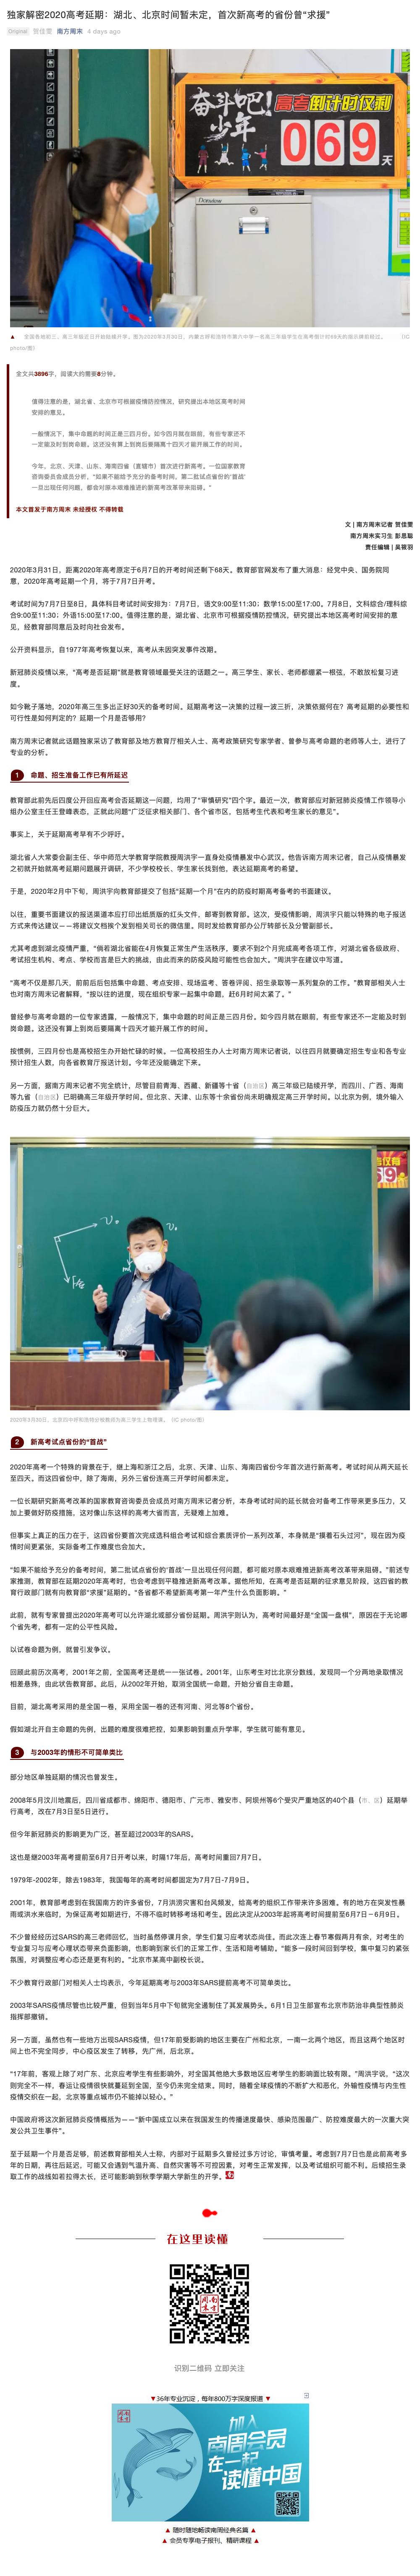 独家解密2020高考延期：湖北、北京时间暂未定，首次新高考的省份曾“求援”
Original 贺佳雯 南方周末 4 days ago
奋斗吧!
少年
高考倒计时仅剩
069天
Donview
▲ 全国各地初三、高三年级近日开始陆续开学。图为2020年3月30日，内蒙古呼和浩特市第六中学一名高三年级学生在高考倒计时69天的指示牌前经过。 （IC
photo/图）
全文共3896字，阅读大约需要8分钟。
值得注意的是，湖北省、北京市可根据疫情防控情况，研究提出本地区高考时间
安排的意见。
一般情况下，集中命题的时间正是三四月份。如今四月就在眼前，有些专家还不
一定能及时到岗命题。这还没有算上到岗后要隔离十四天才能开展工作的时间。
今年，北京、天津、山东、海南四省（直辖市）首次进行新高考。一位国家教育
咨询委员会成员分析，“如果不能给予充分的备考时间，第二批试点省份的‘首战’
一旦出现任何问题，都会对原本艰难推进的新高考改革带来阻碍。”
本文首发于南方周末 未经授权 不得转载
文 | 南方周末记者 贺佳雯
南方周末实习生 彭思聪
责任编辑 | 吴筱羽
2020年3月31日，距离2020年高考原定于6月7日的开考时间还剩下68天。教育部官网发布了重大消息：经党中央、国务院同
意，2020年高考延期一个月，将于7月7日开考。
考试时间为7月7日至8日，具体科目考试时间安排为：7月7日，语文9:00至11:30；数学15:00至17:00。7月8日，文科综合/理科综
合9:00至11:30；外语15:00至17:00。值得注意的是，湖北省、北京市可根据疫情防控情况，研究提出本地区高考时间安排的意
见，经教育部同意后及时向社会发布。
公开资料显示，自1977年高考恢复以来，高考从未因突发事件改期。
新冠肺炎疫情以来，“高考是否延期”就是教育领域最受关注的话题之一。高三学生、家长、老师都绷紧一根弦，不敢放松复习进
度。
如今靴子落地，2020年高三生多出正好30天的备考时间。延期高考这一决策的过程一波三折，决策依据何在？高考延期的必要性和
可行性是如何判定的？延期一个月是否够用？
南方周末记者就此话题独家采访了教育部及地方教育厅相关人士、高考政策研究专家学者、曾参与高考命题的老师等人士，进行了
专业的分析。
1 命题、招生准备工作已有所延迟
教育部此前先后四度公开回应高考会否延期这一问题，均用了“审慎研究”四个字。最近一次，教育部应对新冠肺炎疫情工作领导小
组办公室主任王登峰表态，正就此问题“广泛征求相关部门、各个省市区，包括考生代表和考生家长的意见”。
事实上，关于延期高考早有不少呼吁。
湖北省人大常委会副主任、华中师范大学教育学院教授周洪宇一直身处疫情暴发中心武汉。他告诉南方周末记者，自己从疫情暴发
之初就开始就高考延期问题展开调研，不少学校校长、学生家长找到他，表达延期高考的希望。
于是，2020年2月中下旬，周洪宇向教育部提交了包括“延期一个月”在内的防疫时期高考备考的书面建议。
以往，重要书面建议的报送渠道本应打印出纸质版的红头文件，邮寄到教育部。这次，受疫情影响，周洪宇只能以特殊的电子报送
方式来传达建议——将建议文档挨个发到相关司长的微信里。同时发给教育部办公厅转部长及分管副部长。
尤其考虑到湖北疫情严重，“倘若湖北省能在4月恢复正常生产生活秩序，要求不到2个月完成高考各项工作，对湖北省各级政府、
考试招生机构、考点、学校而言是巨大的挑战，由此而来的防疫风险可能性也会加大。”周洪宇在建议中写道。
“高考不仅是那几天，前前后后包括集中命题、考点安排、现场监考、答卷评阅、招生录取等一系列复杂的工作。”教育部相关人士
也对南方周末记者解释，“按以往的进度，现在组织专家一起集中命题，赶6月时间太紧了。”
曾经参与高考命题的一位专家透露，一般情况下，集中命题的时间正是三四月份。如今四月就在眼前，有些专家还不一定能及时到
岗命题。这还没有算上到岗后要隔离十四天才能开展工作的时间。
按惯例，三四月份也是高校招生办开始忙碌的时候。一位高校招生办人士对南方周末记者说，以往四月就要确定招生专业和各专业
预计招生人数，向各省教育厅报送计划。今年还没能确定下来。
另一方面，据南方周末记者不完全统计，尽管目前青海、西藏、新疆等十省（自治区）高三年级已陆续开学，而四川、广西、海南
等九省（自治区）已明确高三年级开学时间。但北京、天津、山东等十余省份尚未明确规定高三开学时间。以北京为例，境外输入
防疫压力就仍然十分巨大。
2020年3月30日，北京四中呼和浩特分校教师为高三学生上物理课。（IC photo/图）
2 新高考试点省份的“首战”
2020年高考一个特殊的背景在于，继上海和浙江之后，北京、天津、山东、海南四省份今年首次进行新高考。考试时间从两天延长
至四天。而这四省份中，除了海南，另外三省份连高三开学时间都未定。
一位长期研究新高考改革的国家教育咨询委员会成员对南方周末记者分析，本身考试时间的延长就会对备考工作带来更多压力，又
加上要做好防疫措施，这对像山东这样的高考大省而言，无疑难上加难。
但事实上真正的压力在于，这四省份要首次完成选科组合考试和综合素质评价一系列改革，本身就是“摸着石头过河”，现在因为疫
情时间更紧张，实际备考工作难度也会加大。
“如果不能给予充分的备考时间，第二批试点省份的‘首战’一旦出现任何问题，都可能对原本艰难推进新高考改革带来阻碍。”前述专
家推测，教育部在延期2020年高考时，也会考虑到平稳推进新高考改革。据他所知，在高考是否延期的征求意见阶段，这四省的教
育行政部门就有向教育部“求援”延期的。“各省都不希望新高考第一年产生什么负面影响。”
此前，就有专家曾提出2020年高考可以允许湖北或部分省份延期。周洪宇则认为，高考时间最好是“全国一盘棋”，原因在于无论哪
个省先考，都有一定的公平性风险。
以试卷命题为例，就曾引发争议。
回顾此前历次高考，2001年之前，全国高考还是统一一张试卷。2001年，山东考生对比北京分数线，发现同一个分两地录取情况
相差悬殊，由此状告教育部。此后，从2002年开始，取消全国统一命题，开始分省自主命题。
目前，湖北高考采用的是全国一卷，采用全国一卷的还有河南、河北等8个省份。
假如湖北开自主命题的先例，出题的难度很难把控，如果影响到重点升学率，学生就可能有意见。
3 与2003年的情形不可简单类比
部分地区单独延期的情况也曾发生。
2008年5月汶川地震后，四川省成都市、绵阳市、德阳市、广元市、雅安市、阿坝州等6个受灾严重地区的40个县（市、区）延期举
行高考，改在7月3日至5日进行。
但今年新冠肺炎的影响更为广泛，甚至超过2003年的SARS。
这也是继2003年高考提前至6月7日开考以来，时隔17年后，高考时间重回7月7日。
1979年-2002年，除去1983年，我国每年的高考时间都固定为7月7日-7月9日。
2001年，教育部考虑到在我国南方的许多省份，7月洪涝灾害和台风频发，给高考的组织工作带来许多困难。有的地方在突发性暴
雨或洪水来临时，为保证高考如期进行，不得不临时转移考场和考生。因此决定从2003年起将高考时间提前至6月7日－6月9日。
不少曾经经历过SARS的高三老师回忆，当时虽然停课月余，学生们复习应考状态尚佳。而此次连上春节寒假两月有余，对考生的
专业复习与应考心理状态带来负面影响，也影响到家长们的正常工作、生活和陪考辅助。“能多一段时间回到学校，集中复习的紧张
氛围，对调整应考心态还是更有利的。”北京市某高中副校长说。
不少教育行政部门对相关人士均表示，今年延期高考与2003年SARS提前高考不可简单类比。
2003年SARS疫情尽管也比较严重，但到当年5月中下旬就完全遏制住了其发展势头。6月1日卫生部宣布北京市防治非典型性肺炎
指挥部撤销。
另一方面，虽然也有一些地方出现SARS疫情，但17年前受影响的地区主要在广州和北京，一南一北两个地区，而且这两个地区时
间上也不完全同步，中心疫区发生了转移，先广州，后北京。
“17年前，客观上除了对广东、北京应考学生有些影响外，对全国其他绝大多数地区应考学生的影响面比较有限。”周洪宇说，“这次
则完全不一样，春运让疫情很快就蔓延到全国，至今仍未完全结束。同时，随着全球疫情的不断扩大和恶化，外输性疫情与内生性
疫情交织在一起，北京等重点城市仍不能掉以轻心。”
中国政府将这次新冠肺炎疫情概括为——“新中国成立以来在我国发生的传播速度最快、感染范围最广、防控难度最大的一次重大突
发公共卫生事件”。
至于延期一个月是否足够，前述教育部相关人士称，内部对于延期多久曾经过多方讨论，审慎考量。考虑到7月7日也是此前高考多
年的日期，再往后延迟，可能又会遇到气温升高、自然灾害等不可控因素，对考生正常发挥，以及考试组织可能不利。后续招生录
取工作的战线如若拉得太长，还可能影响到秋季学期大学新生的开学。
在这里读懂
识别二维码 立即关注
▼36年专业沉淀，每年800万字深度报道 ▼
加入
南周会员
在一起
读懂中国
▲ 随时随地畅读南周经典名篇 ▲
▲ 会员专享电子报刊，精研课程 ▲